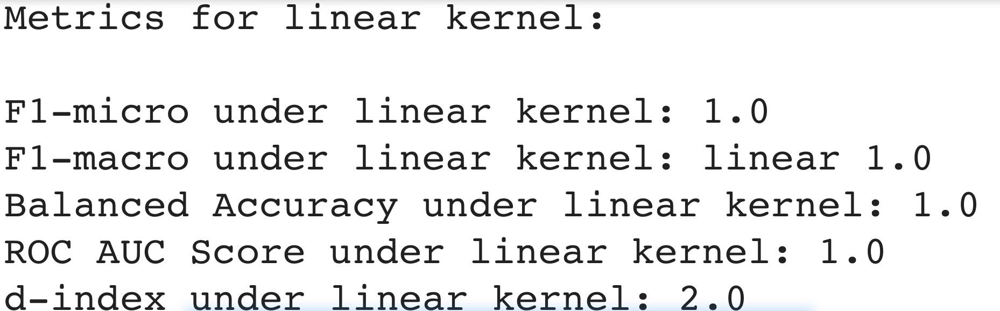 Metrics for linear kernel:
F1-micro under linear kernel: 1.0
F1-macro under linear kernel: linear 1.0
Balanced Accuracy under linear kernel: 1.0
ROC AUC Score under linear kernel: 1.0
d-index under linear kernel: 2.0